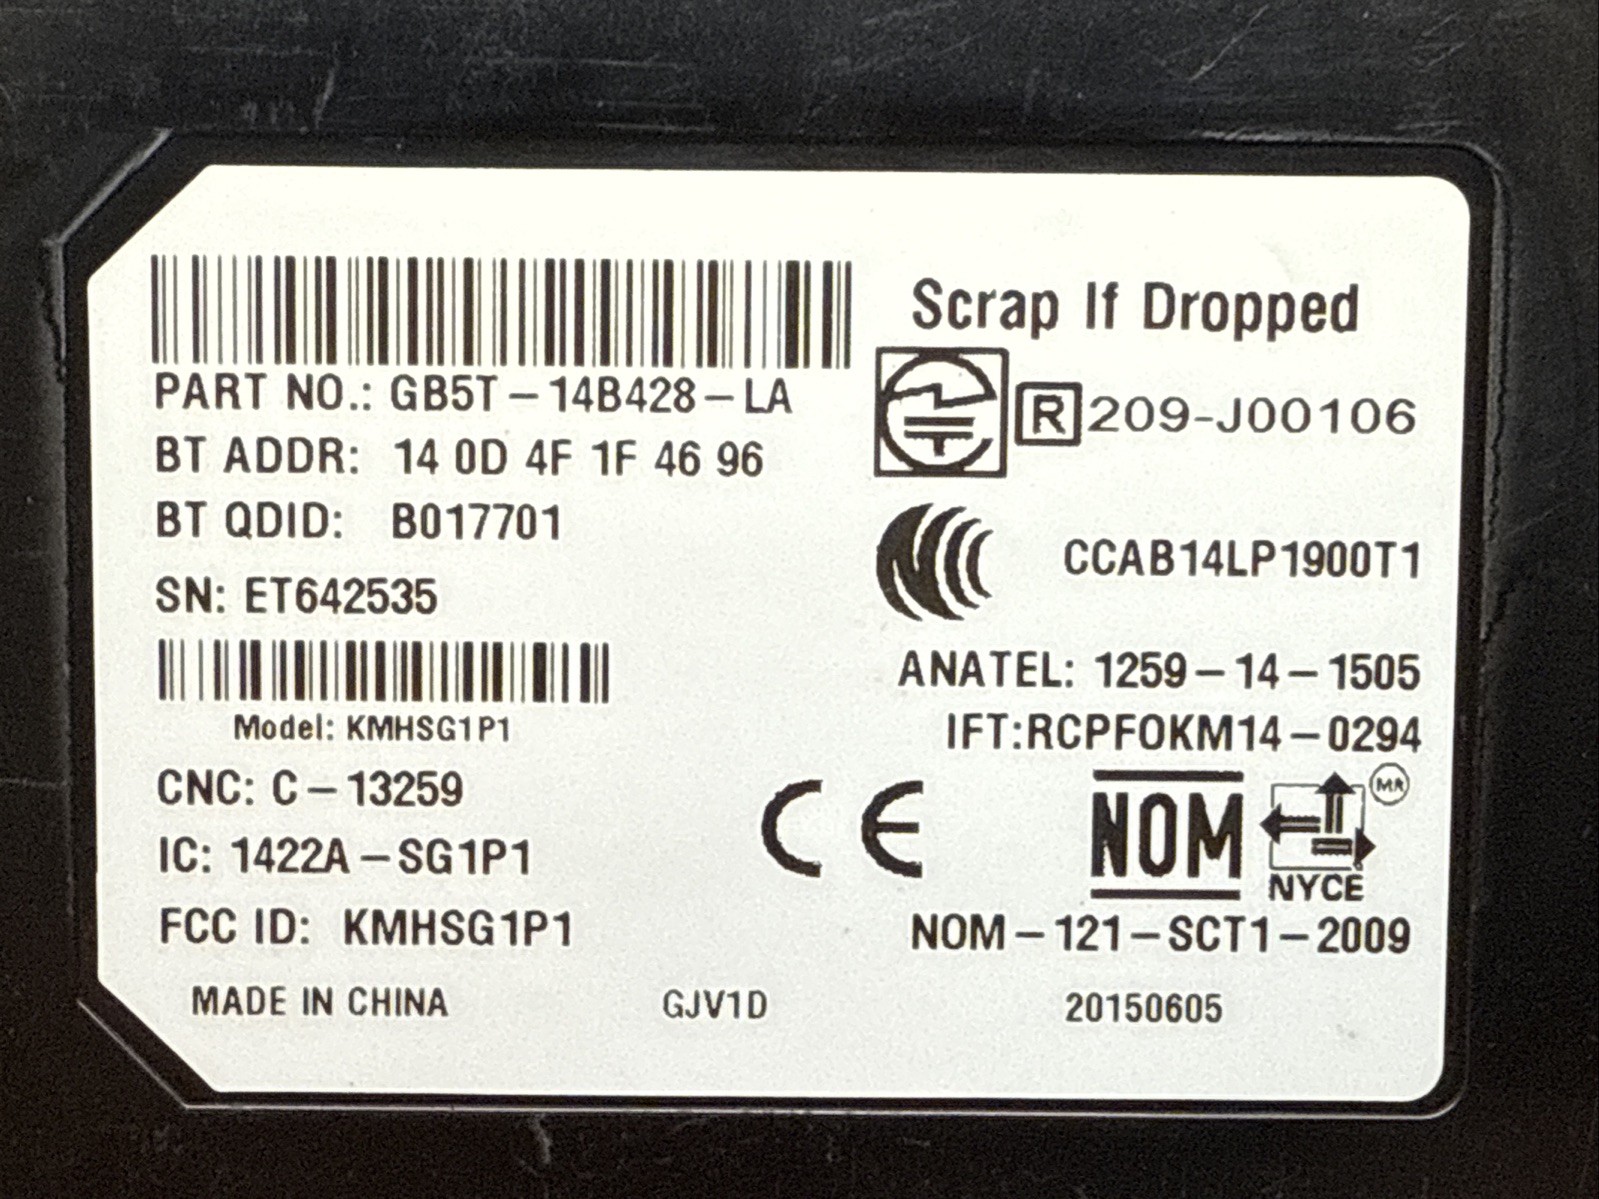 Scrap If Dropped
PART NO.: GB5T-14B428-LA
R 209-J00106
BT ADDR: 14 0D 4F 1F 46 96
BT QDID: B017701
CCAB14LP1900T1
SN: ET642535
ANATEL: 1259-14-1505
Model: KMHSG1P1
IFT:RCPFOKM14-0294
CNC: C-13259
CE
NOM
MR
NYCE
IC: 1422A-SG1P1
FCC ID: KMHSG1P1
NOM-121-SCT1-2009
MADE IN CHINA
GJV1D
20150605